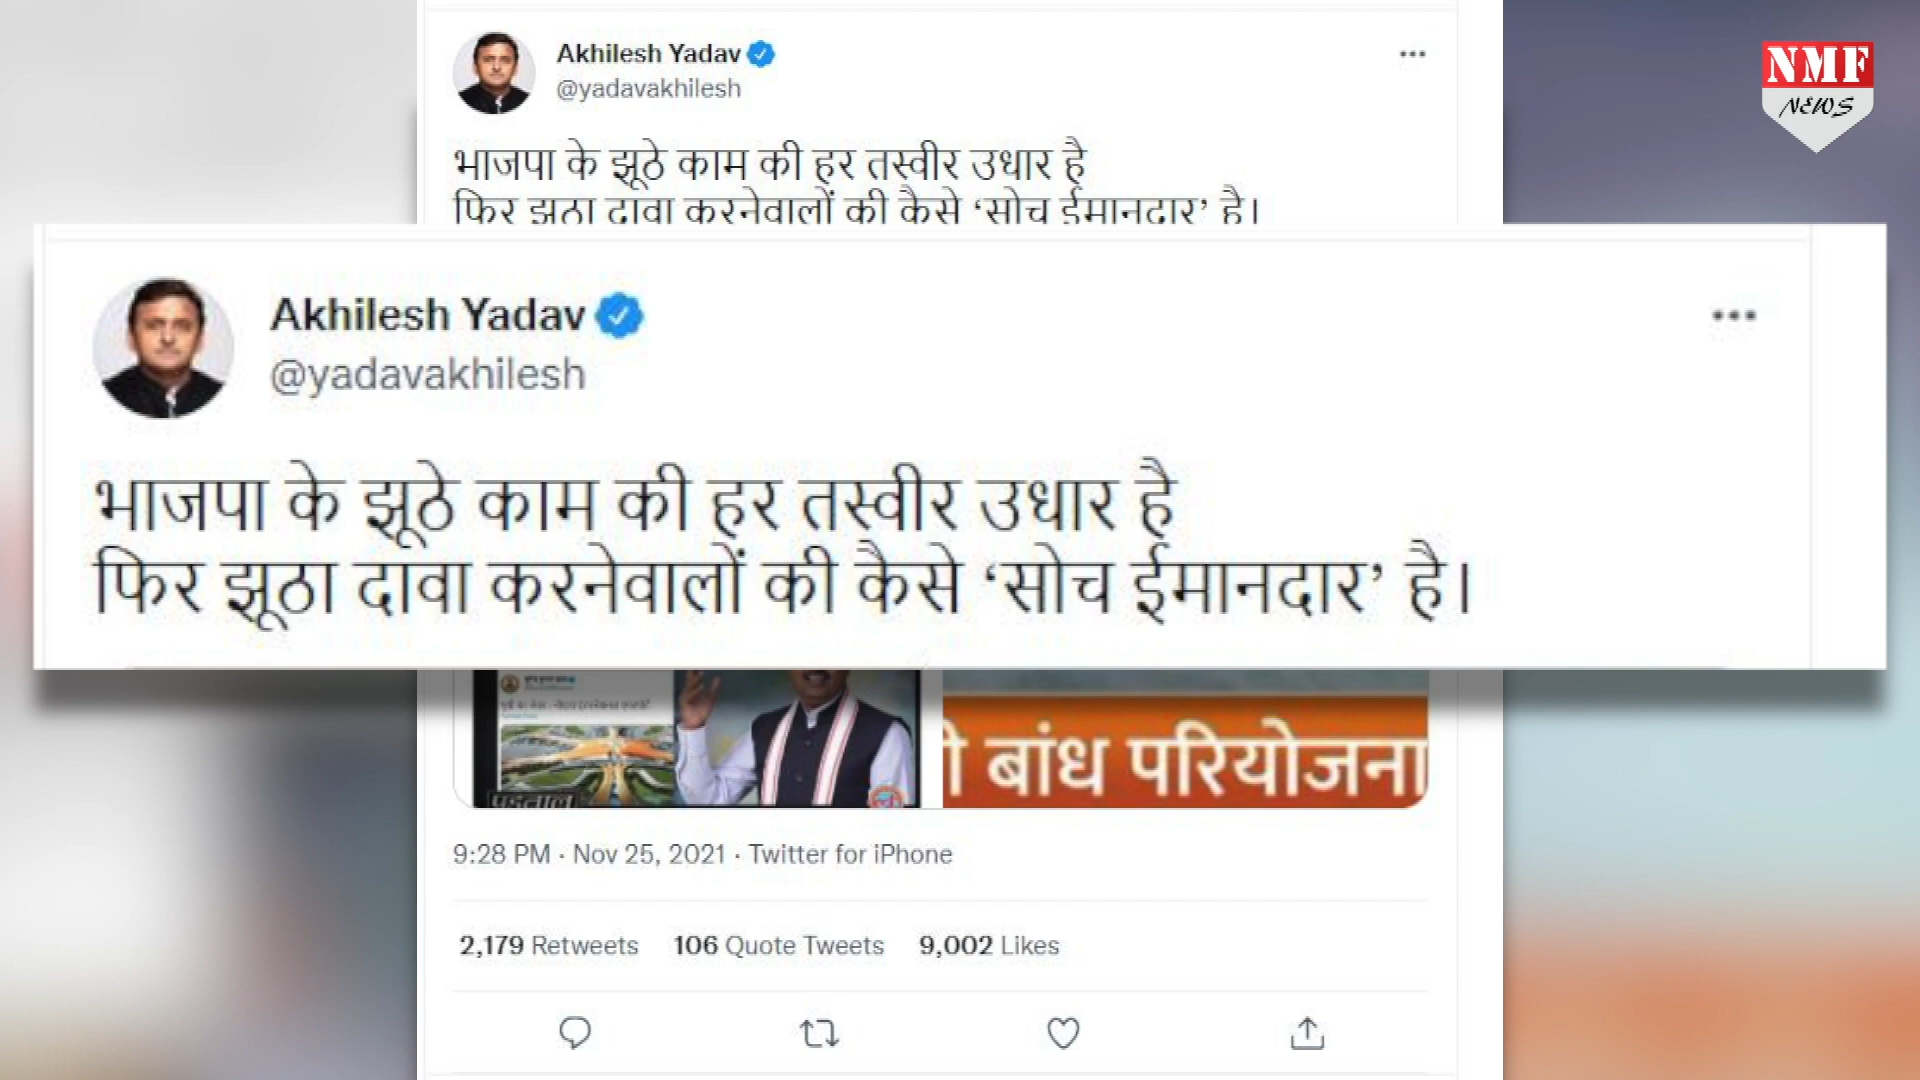 Akhilesh Yadav
@yadavakhilesh
NMF
NEWS
भाजपा के झूठे काम की हर तस्वीर उधार है
फिर झूठा दावा करनेवालों की कैसे ‘सोच ईमानदार’ है।
Akhilesh Yadav
@yadavakhilesh
भाजपा के झूठे काम की हर तस्वीर उधार है
फिर झूठा दावा करनेवालों की कैसे ‘सोच ईमानदार’ है।
बांध परियोजना
9:28 PM · Nov 25, 2021 · Twitter for iPhone
2,179 Retweets 106 Quote Tweets 9,002 Likes